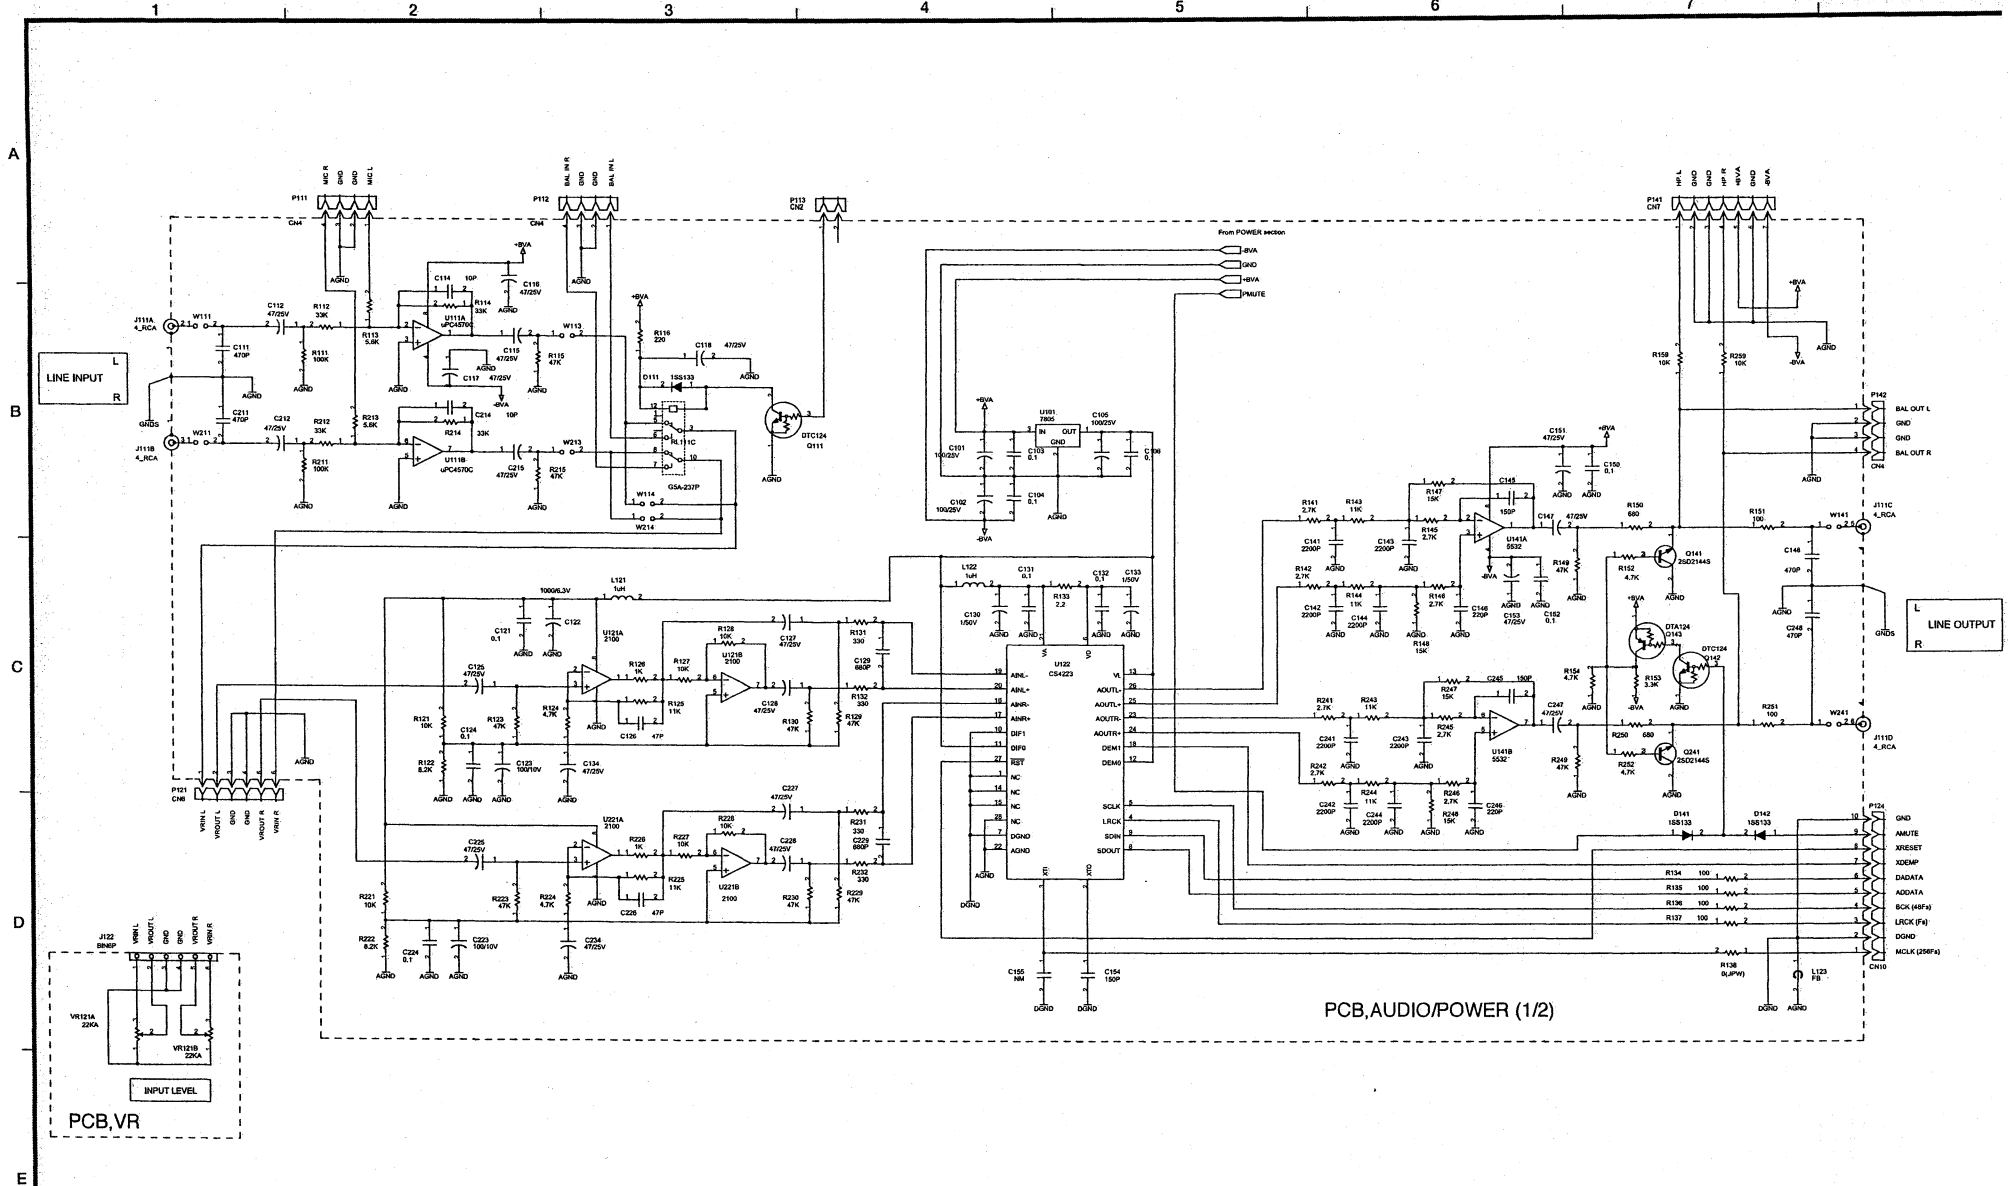 1 2 3 4 5 6 7
A
B
C
D
E
MIC R
GND
GND
MIC L
P111
CN4
BAL IN R
GND
GND
BAL IN L
P112
CN4
P113
CN2
HP. L
GND
GND
HP. R
+BVA
GND
-BVA
P141
CN7
From POWER section
-BVA
GND
+BVA
PMUTE
LINE INPUT
L
R
J111A
4_RCA
W111
C111
470P
C112
47/25V
R111
100K
R112
33K
R113
5.6K
C114 10P
R114
33K
U111A
uPC4570C
C115
47/25V
C116
47/25V
C117 47/25V
R115
47K
W113
R116
220
C118 47/25V
D111 1SS133
RL111C
G5A-237P
DTC124
Q111
GNDS
J111B
4_RCA
W211
C211
470P
C212
47/25V
R211
100K
R212
33K
R213
5.6K
C214 10P
R214 33K
U111B
uPC4570C
C215
47/25V
R215
47K
W213
W114
W214
+BVA
-BVA
AGND
U101
7805
IN OUT
GND
C101
100/25V
C102
100/25V
C103
0.1
C104
0.1
C105
100/25V
C106
0.1
L121
1uH
1000/6.3V
C122
C121
0.1
U121A
2100
U121B
2100
C125
47/25V
R121
10K
R122
8.2K
R123
47K
R124
4.7K
R125
11K
C126 47P
R126
1K
R127
10K
R128
10K
C127
47/25V
C128
47/25V
R130
47K
R129
47K
R131
330
R132
330
C129
680P
C124
0.1
C123
100/10V
C134
47/25V
U221A
2100
U221B
2100
C225
47/25V
R221
10K
R222
8.2K
R223
47K
R224
4.7K
R225
11K
C226 47P
R226
1K
R227
10K
R228
10K
C227
47/25V
C228
47/25V
R230
47K
R229
47K
R231
330
R232
330
C229
680P
C224
0.1
C223
100/10V
C234
47/25V
L122
1uH
C130
1/50V
C131
0.1
R133
2.2
C132
0.1
C133
1/50V
U122
CS4223
VA
VD
AINL-
AINL+
AINR-
AINR+
DIF1
DIF0
RST
NC
NC
NC
NC
DGND
AGND
VL
AOUTL-
AOUTL+
AOUTR-
AOUTR+
DEM1
DEM0
SCLK
LRCK
SDIN
SDOUT
XTI
XTO
C155
NM
C154
150P
DGND
R141
2.7K
R143
11K
C141
2200P
C143
2200P
R142
2.7K
R144
11K
C142
2200P
C144
2200P
R145
2.7K
R146
2.7K
R147
15K
R148
15K
C145
150P
C146
220P
U141A
5532
C147 47/25V
C151
47/25V
C150
0.1
C153
47/25V
C152
0.1
R149
47K
R150
680
R151
100
R152
4.7K
Q141
2SD2144S
R159
10K
R259
10K
DTA124
Q143
DTC124
Q142
R154
4.7K
R153
3.3K
R241
2.7K
R243
11K
C241
2200P
C243
2200P
R242
2.7K
R244
11K
C242
2200P
C244
2200P
R245
2.7K
R246
2.7K
R247
15K
R248
15K
C245 150P
C246
220P
U141B
5532
C247
47/25V
R249
47K
R250 680
R251
100
R252
4.7K
Q241
2SD2144S
P142
BAL OUT L
GND
GND
BAL OUT R
CN4
J111C
4_RCA
W141
C148
470P
C248
470P
GNDS
L
LINE OUTPUT
R
W241
J111D
4_RCA
D141
1SS133
D142
1SS133
P124
GND
AMUTE
XRESET
XDEMP
DADATA
ADDATA
BCK (48Fs)
LRCK (Fs)
DGND
MCLK (256Fs)
CN10
R134 100
R135 100
R136 100
R137 100
R138
0(JPW)
L123
FB
DGND AGND
P121
CN6
VRIN L
VROUT L
GND
GND
VROUT R
VRIN R
J122
BIN6P
VRIN L
VROUT L
GND
GND
VROUT R
VRIN R
VR121A
22KA
VR121B
22KA
INPUT LEVEL
PCB,VR
PCB,AUDIO/POWER (1/2)